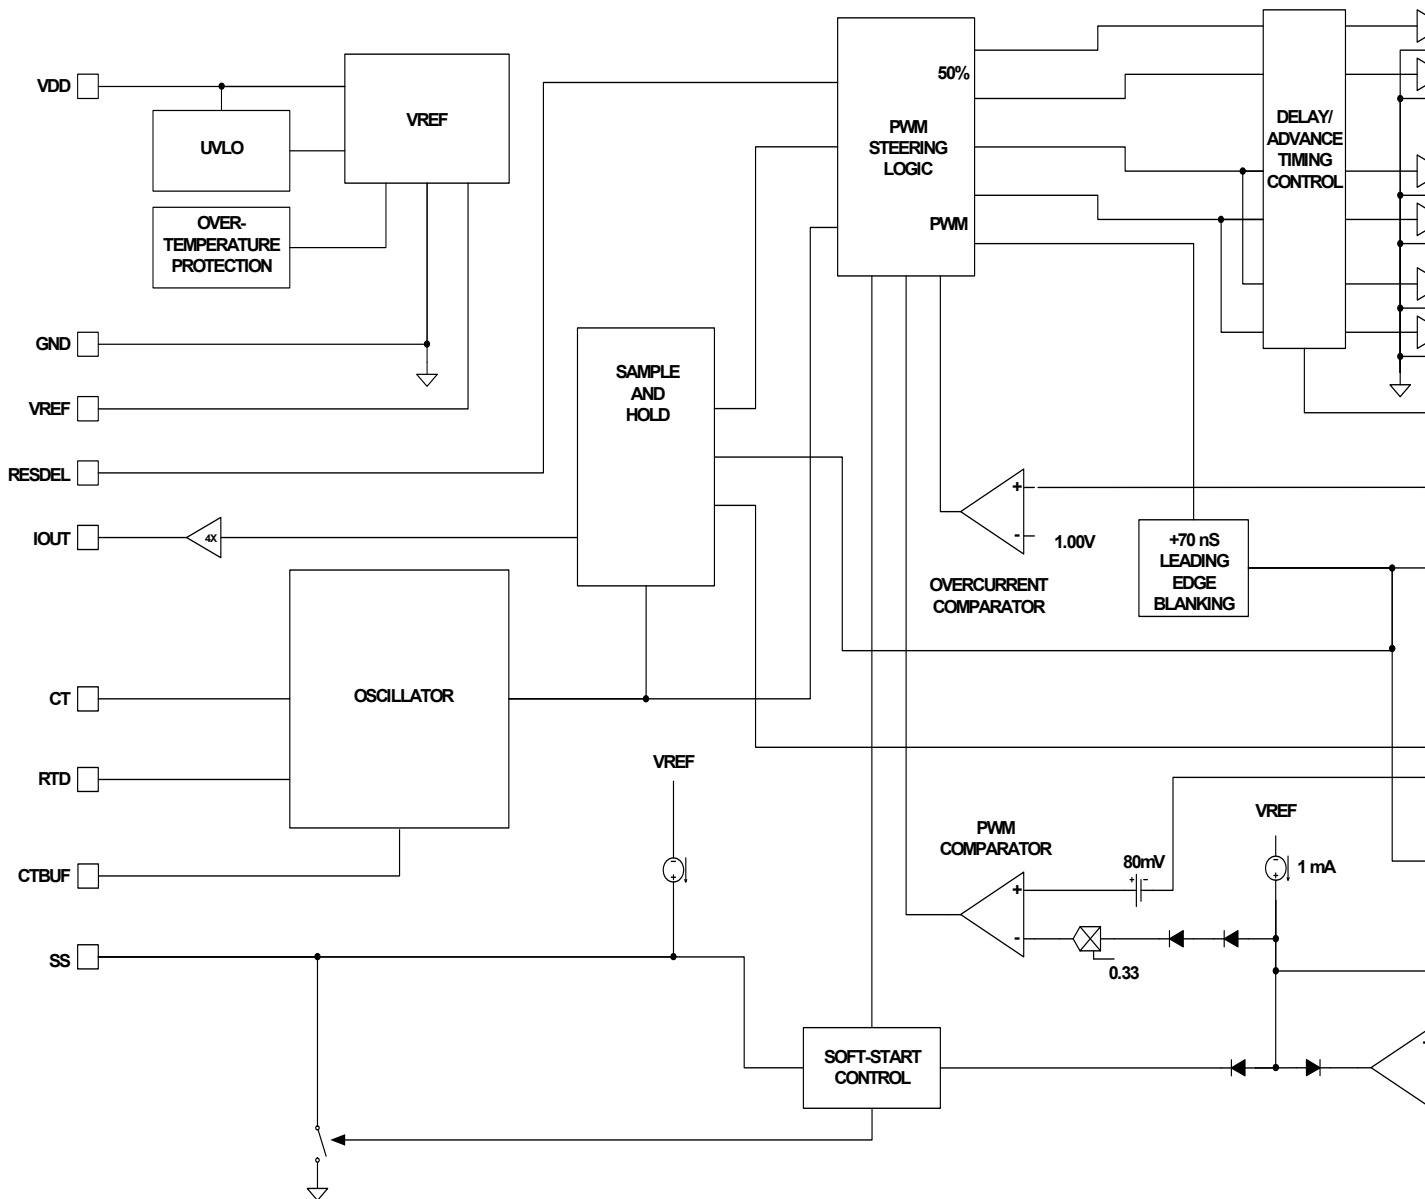 VDD
UVLO
VREF
OVER-
TEMPERATURE
PROTECTION
GND
VREF
RESDEL
IOUT
4X
SAMPLE
AND
HOLD
50%
PWM
STEERING
LOGIC
PWM
DELAY/
ADVANCE
TIMING
CONTROL
+
-
1.00V
OVERCURRENT
COMPARATOR
+70 nS
LEADING
EDGE
BLANKING
CT
OSCILLATOR
RTD
CTBUF
SS
VREF
-
+
PWM
COMPARATOR
+
-
80mV
+ -
0.33
VREF
-
+
1 mA
SOFT-START
CONTROL